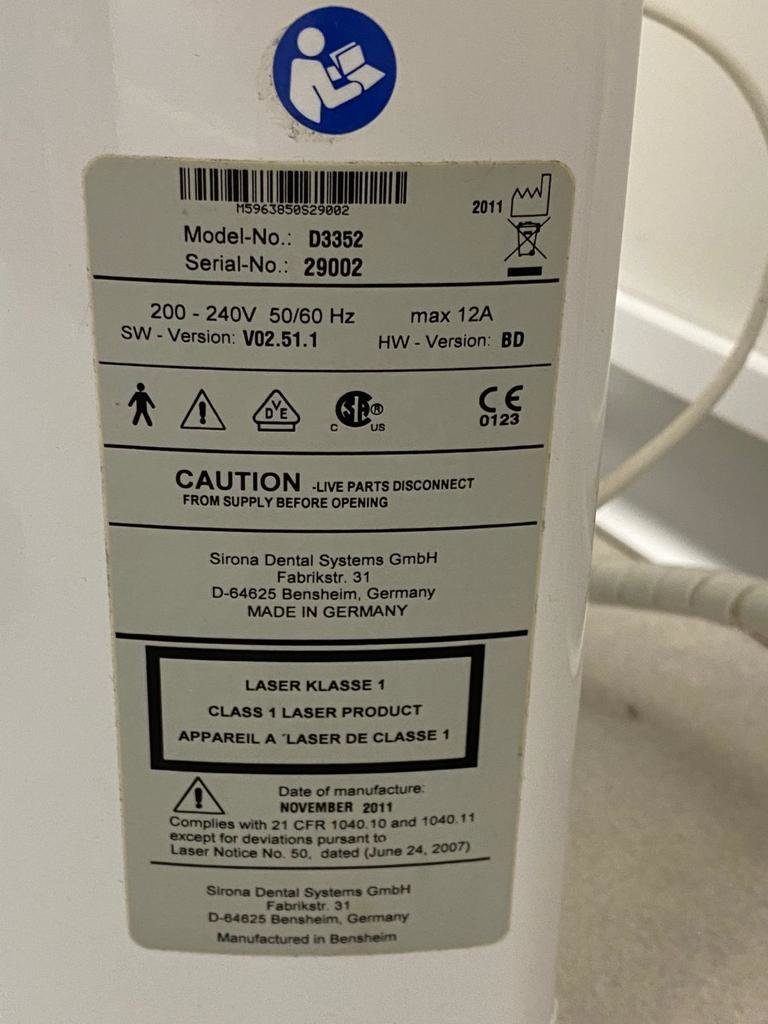 M5963850S29002
2011
Model-No.: D3352
Serial-No.: 29002
200 - 240V 50/60 Hz max 12A
SW - Version: V02.51.1 HW - Version: BD
DVE
CSA®
C US
CE
0123
CAUTION -LIVE PARTS DISCONNECT
FROM SUPPLY BEFORE OPENING
Sirona Dental Systems GmbH
Fabrikstr. 31
D-64625 Bensheim, Germany
MADE IN GERMANY
LASER KLASSE 1
CLASS 1 LASER PRODUCT
APPAREIL A ´LASER DE CLASSE 1
Date of manufacture:
NOVEMBER 2011
Complies with 21 CFR 1040.10 and 1040.11
except for deviations pursant to
Laser Notice No. 50, dated (June 24, 2007)
Sirona Dental Systems GmbH
Fabrikstr. 31
D-64625 Bensheim, Germany
Manufactured in Bensheim